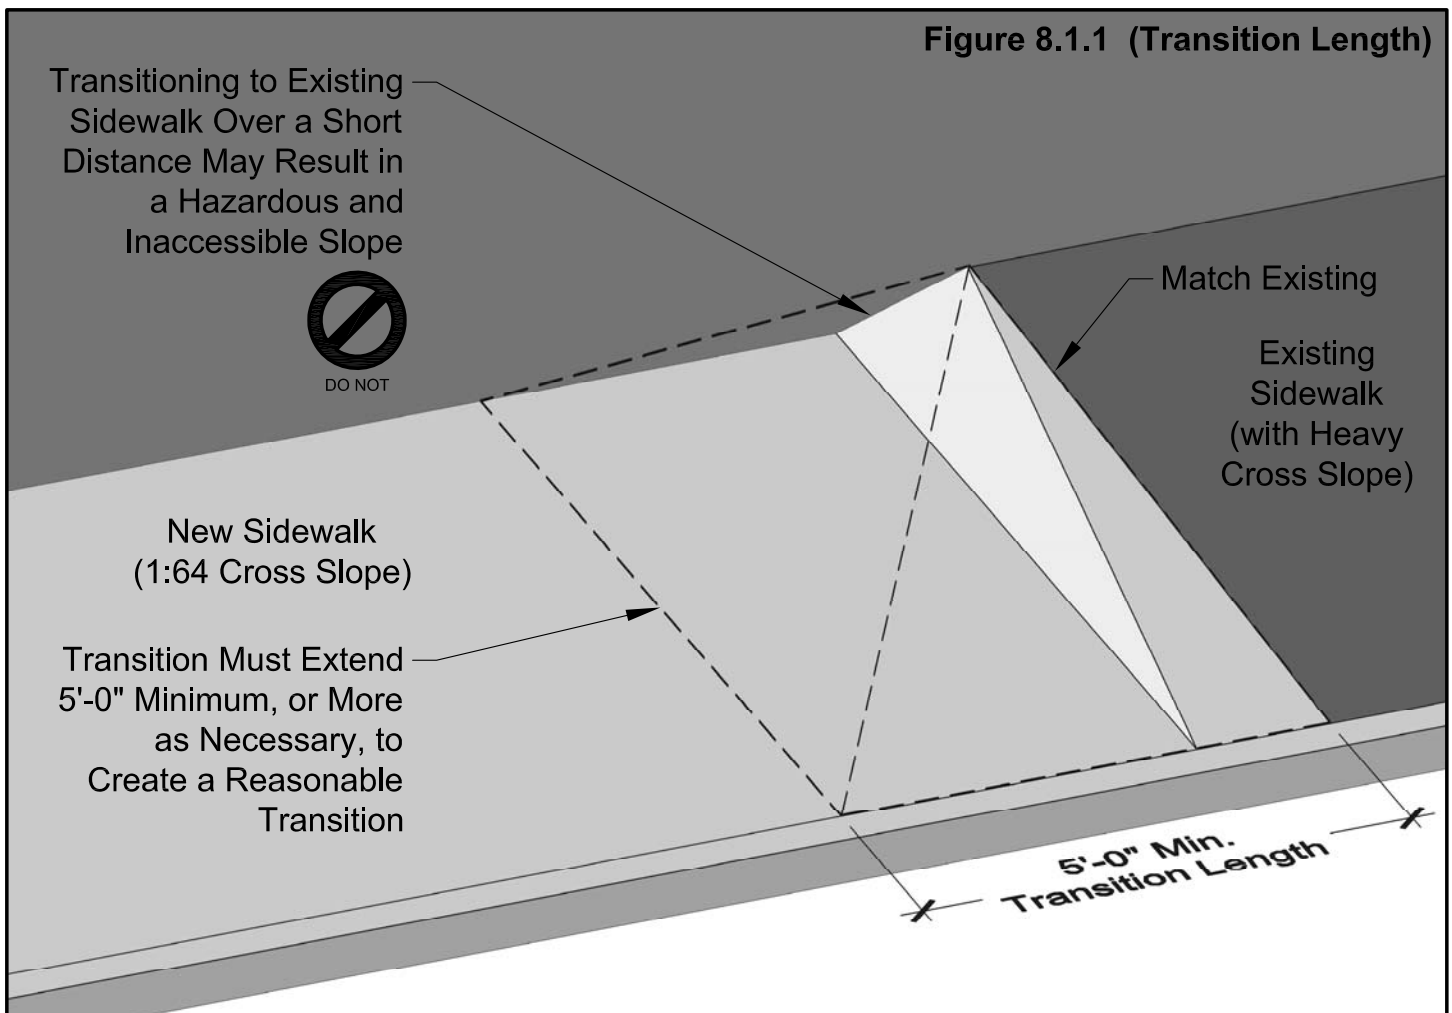 Figure 8.1.1 (Transition Length)
Transitioning to Existing
Sidewalk Over a Short
Distance May Result in
a Hazardous and
Inaccessible Slope
DO NOT
Match Existing
Existing
Sidewalk
(with Heavy
Cross Slope)
New Sidewalk
(1:64 Cross Slope)
Transition Must Extend
5'-0" Minimum, or More
as Necessary, to
Create a Reasonable
Transition
5'-0" Min.
Transition Length